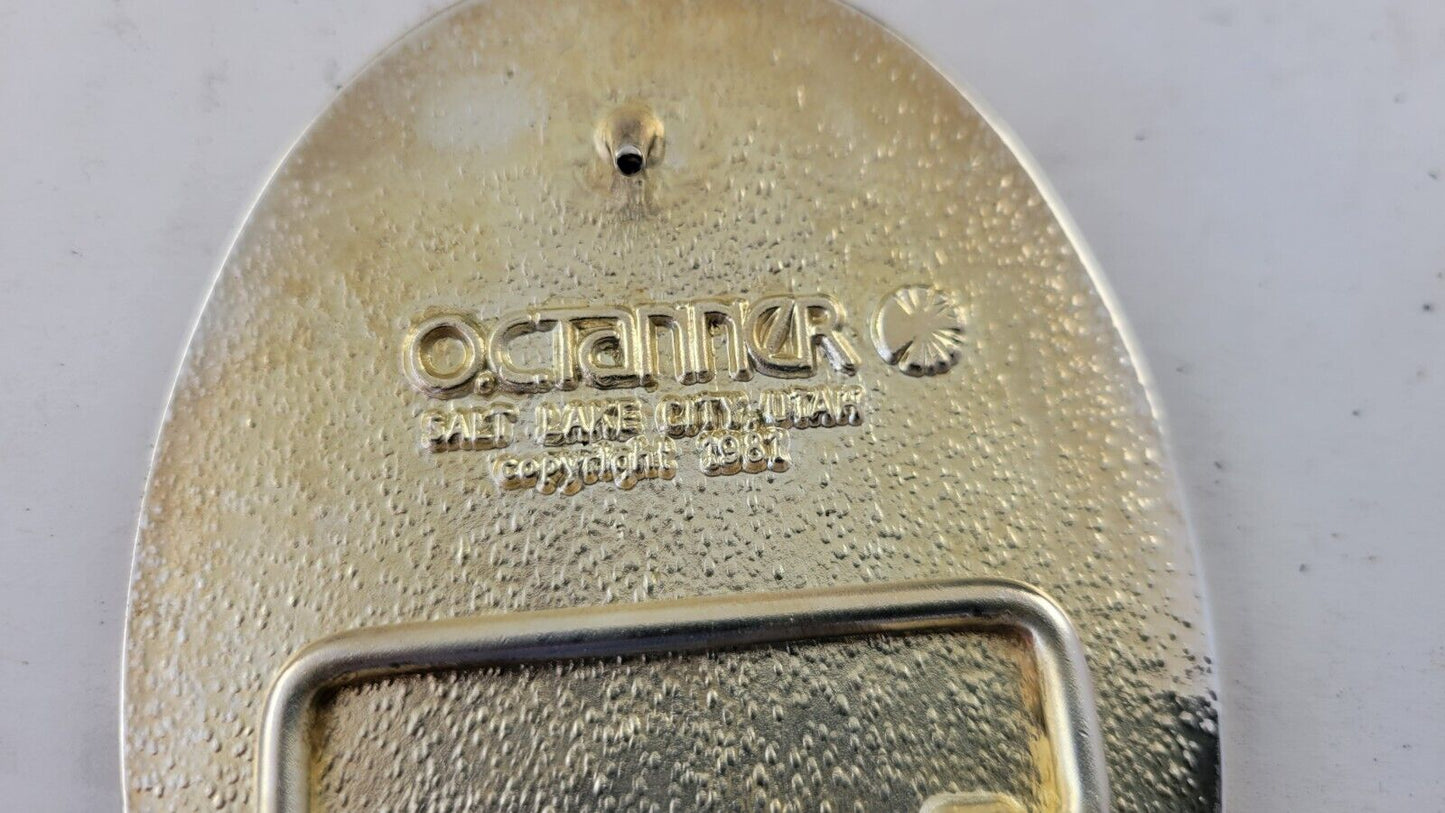 O.C.Tanner
SALT LAKE CITY, UTAH
copyright 1981